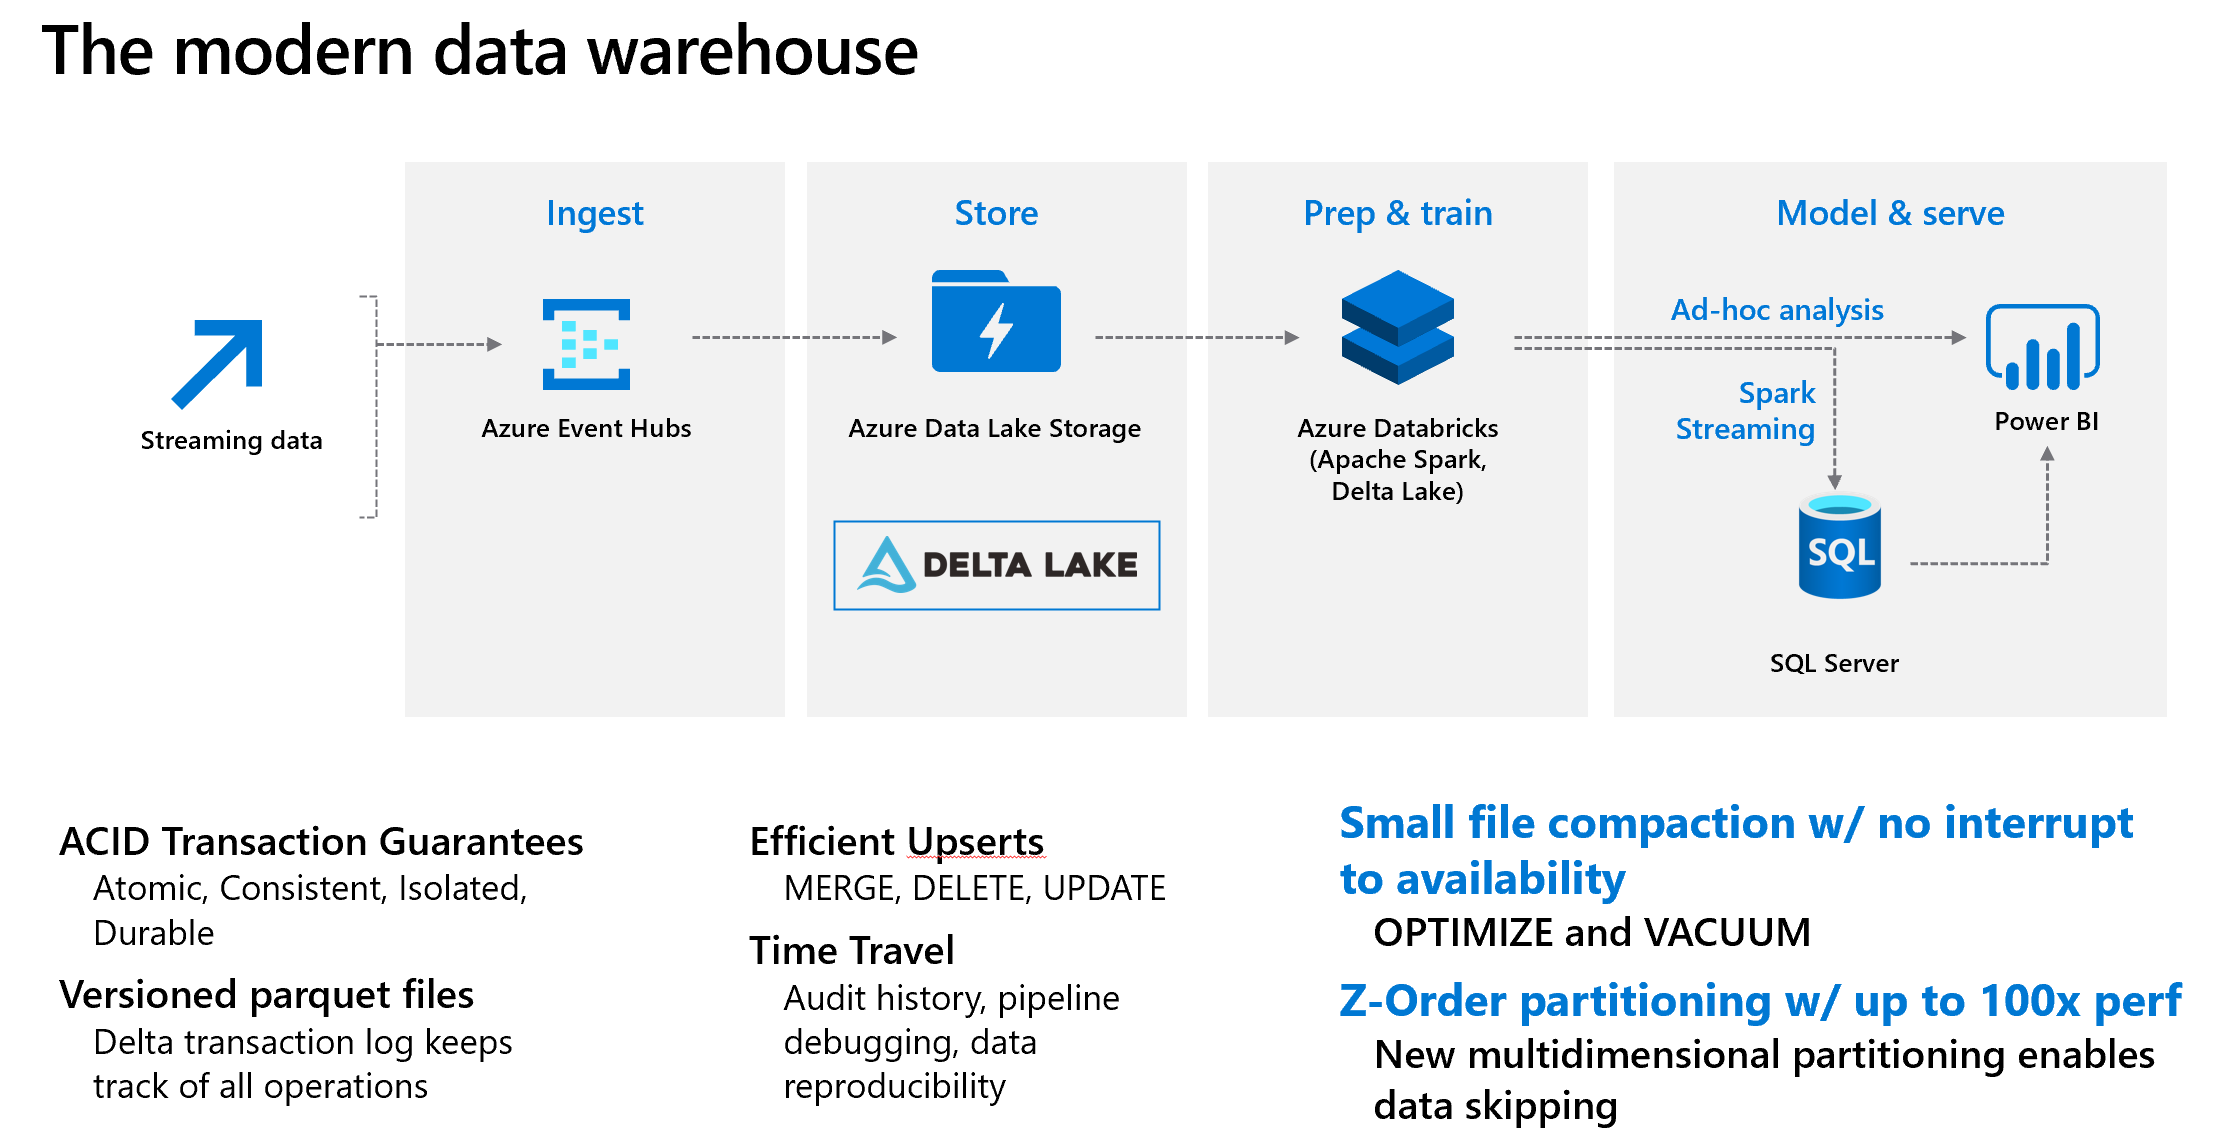 The modern data warehouse
Ingest
Store
Prep & train
Model & serve
Streaming data
Azure Event Hubs
Azure Data Lake Storage
DELTA LAKE
Azure Databricks
(Apache Spark,
Delta Lake)
Ad-hoc analysis
Spark
Streaming
Power BI
SQL
SQL Server
ACID Transaction Guarantees
Atomic, Consistent, Isolated,
Durable
Versioned parquet files
Delta transaction log keeps
track of all operations
Efficient Upserts
MERGE, DELETE, UPDATE
Time Travel
Audit history, pipeline
debugging, data
reproducibility
Small file compaction w/ no interrupt
to availability
OPTIMIZE and VACUUM
Z-Order partitioning w/ up to 100x perf
New multidimensional partitioning enables
data skipping